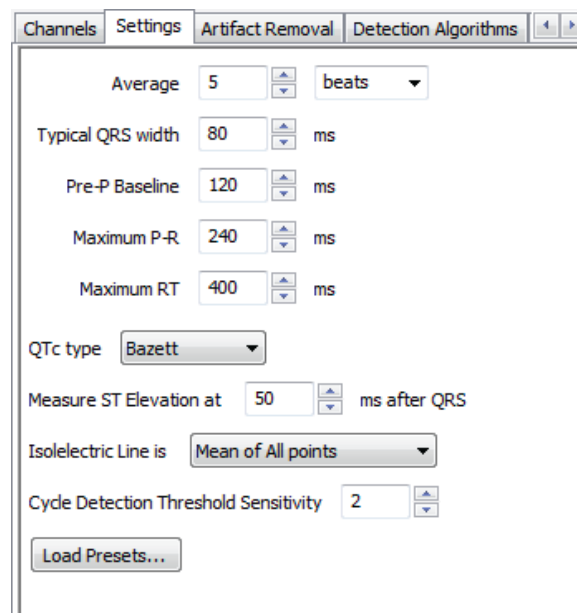 Channels Settings Artifact Removal Detection Algorithms
Average 5 beats
Typical QRS width 80 ms
Pre-P Baseline 120 ms
Maximum P-R 240 ms
Maximum RT 400 ms
QTc type Bazett
Measure ST Elevation at 50 ms after QRS
Isolelectric Line is Mean of All points
Cycle Detection Threshold Sensitivity 2
Load Presets...